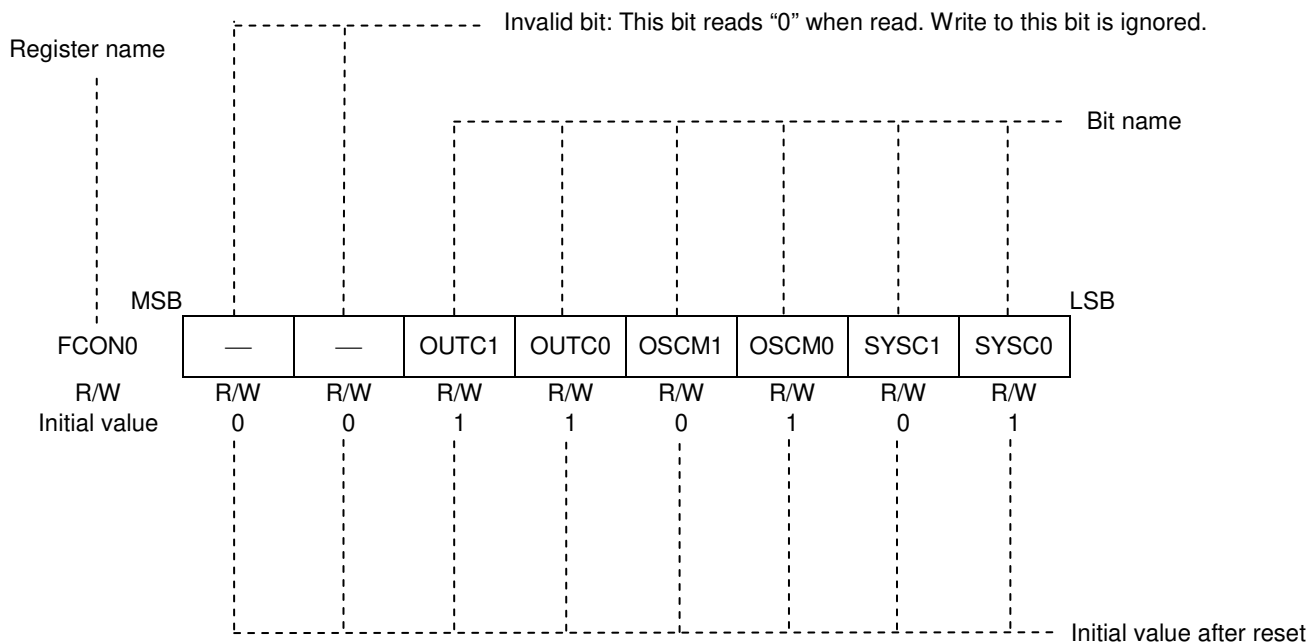 Invalid bit: This bit reads “0” when read. Write to this bit is ignored.
Register name
Bit name
MSB LSB
FCON0 — — OUTC1 OUTC0 OSCM1 OSCM0 SYSC1 SYSC0
R/W R/W R/W R/W R/W R/W R/W R/W R/W
Initial value 0 0 1 1 0 1 0 1
Initial value after reset